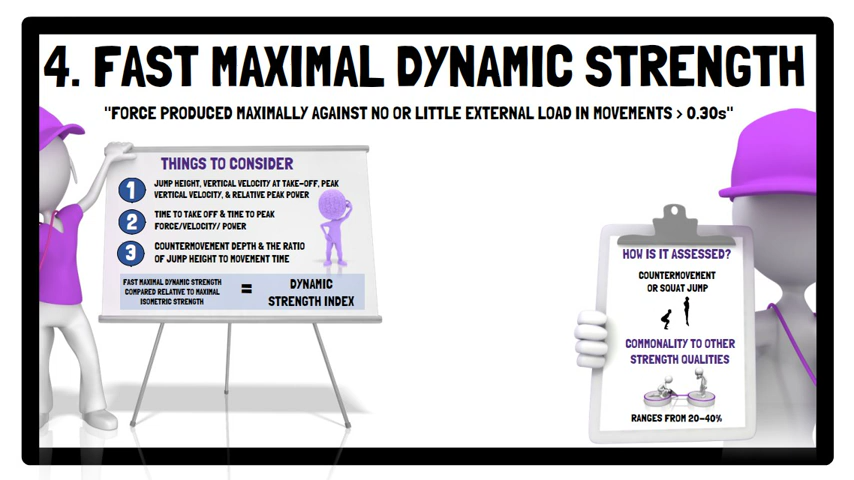 4. FAST MAXIMAL DYNAMIC STRENGTH
"FORCE PRODUCED MAXIMALLY AGAINST NO OR LITTLE EXTERNAL LOAD IN MOVEMENTS > 0.30s"
THINGS TO CONSIDER
1 JUMP HEIGHT, VERTICAL VELOCITY AT TAKE-OFF, PEAK
VERTICAL VELOCITY, & RELATIVE PEAK POWER
2 TIME TO TAKE OFF & TIME TO PEAK
FORCE/VELOCITY/ POWER
3 COUNTERMOVEMENT DEPTH & THE RATIO
OF JUMP HEIGHT TO MOVEMENT TIME
FAST MAXIMAL DYNAMIC STRENGTH
COMPARED RELATIVE TO MAXIMAL
ISOMETRIC STRENGTH
=
DYNAMIC
STRENGTH INDEX
HOW IS IT ASSESSED?
COUNTERMOVEMENT
OR SQUAT JUMP
COMMONALITY TO OTHER
STRENGTH QUALITIES
RANGES FROM 20-40%